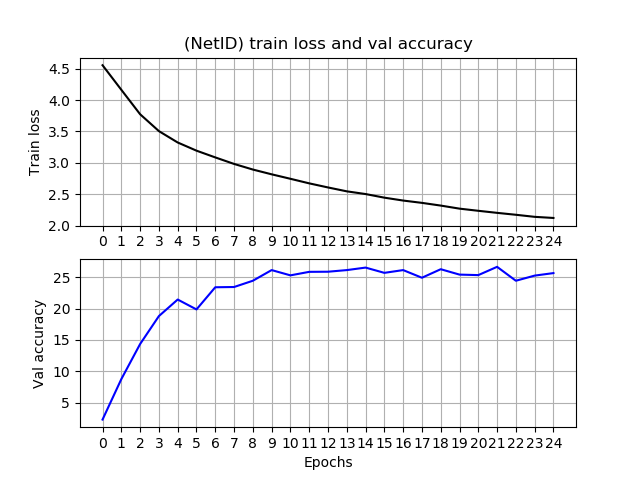 (NetID) train loss and val accuracy
Train loss
4.5
4.0
3.5
3.0
2.5
2.0
0 1 2 3 4 5 6 7 8 9 10 11 12 13 14 15 16 17 18 19 20 21 22 23 24
Val accuracy
25
20
15
10
5
0 1 2 3 4 5 6 7 8 9 10 11 12 13 14 15 16 17 18 19 20 21 22 23 24
Epochs